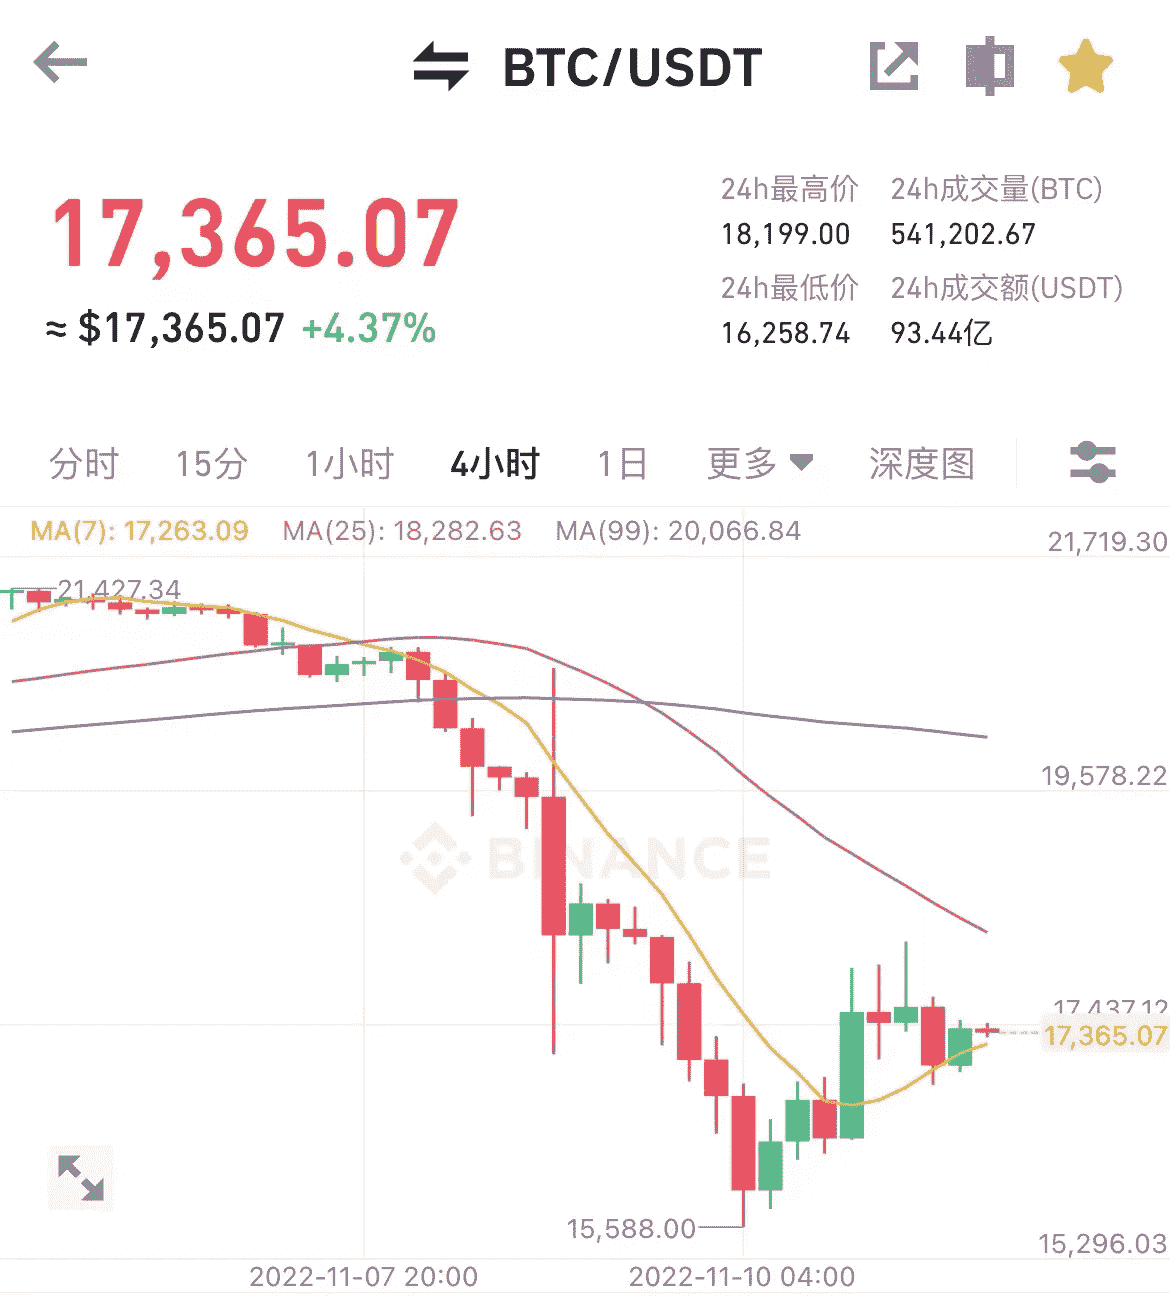 BTC/USDT
17,365.07
≈ $17,365.07 +4.37%
24h最高价 24h成交量(BTC)
18,199.00 541,202.67
24h最低价 24h成交额(USDT)
16,258.74 93.44亿
分时 15分 1小时 4小时 1日 更多 深度图
MA(7): 17,263.09 MA(25): 18,282.63 MA(99): 20,066.84
21,719.30
21,427.34
19,578.22
BINANCE
17,437.12
17,365.07
15,588.00
15,296.03
2022-11-07 20:00 2022-11-10 04:00